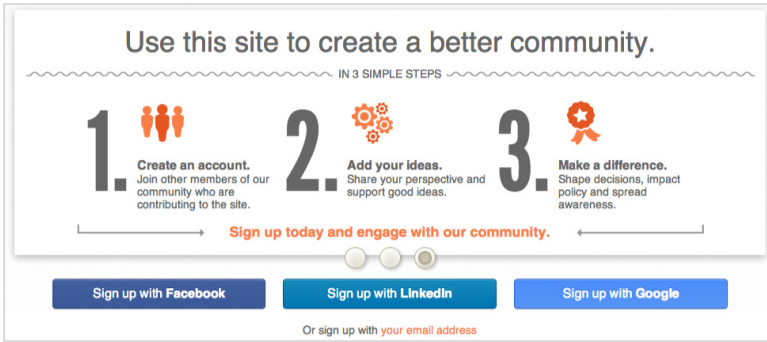 Use this site to create a better community.
IN 3 SIMPLE STEPS
1.
Create an account.
Join other members of our
community who are
contributing to the site.
2.
Add your ideas.
Share your perspective and
support good ideas.
3.
Make a difference.
Shape decisions, impact
policy and spread
awareness.
Sign up today and engage with our community.
Sign up with Facebook
Sign up with LinkedIn
Sign up with Google
Or sign up with your email address